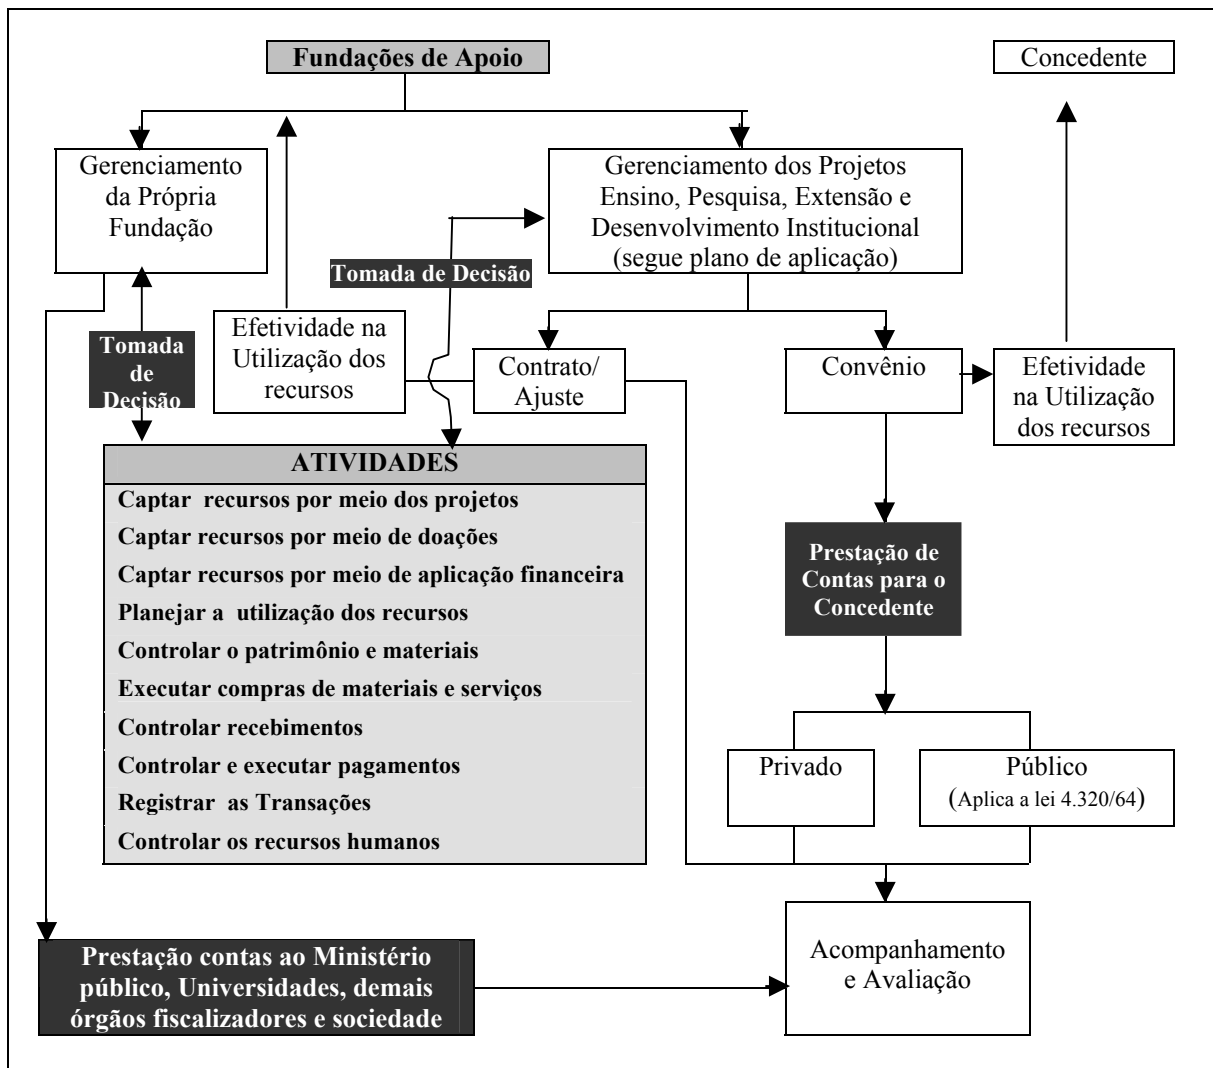 Fundações de Apoio
Concedente
Gerenciamento
da Própria
Fundação
Gerenciamento dos Projetos
Ensino, Pesquisa, Extensão e
Desenvolvimento Institucional
(segue plano de aplicação)
Tomada de Decisão
Tomada
de
Decisão
Efetividade na
Utilização dos
recursos
Contrato/
Ajuste
Convênio
Efetividade
na Utilização
dos recursos
ATIVIDADES
Captar recursos por meio dos projetos
Captar recursos por meio de doações
Captar recursos por meio de aplicação financeira
Planejar a utilização dos recursos
Controlar o patrimônio e materiais
Executar compras de materiais e serviços
Controlar recebimentos
Controlar e executar pagamentos
Registrar as Transações
Controlar os recursos humanos
Prestação de
Contas para o
Concedente
Privado
Público
(Aplica a lei 4.320/64)
Prestação contas ao Ministério
público, Universidades, demais
órgãos fiscalizadores e sociedade
Acompanhamento
e Avaliação